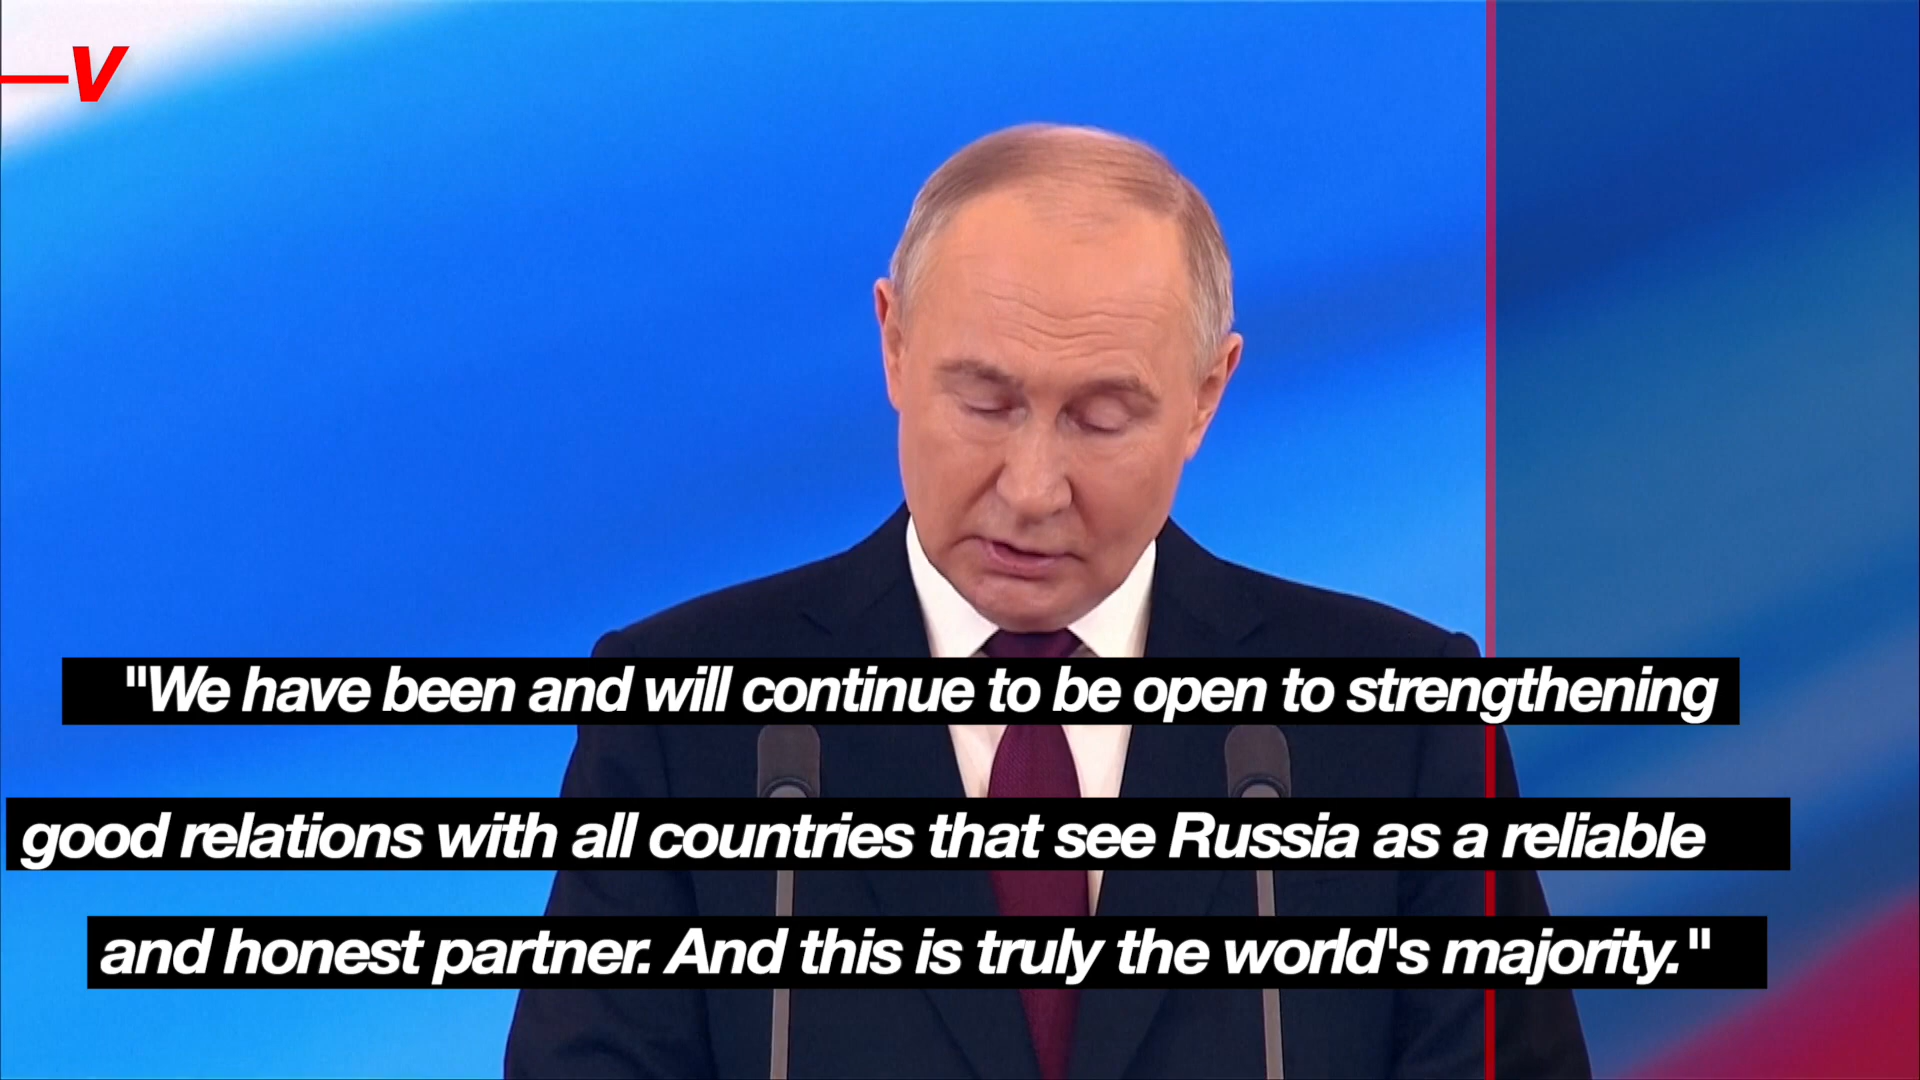 V
"We have been and will continue to be open to strengthening
good relations with all countries that see Russia as a reliable
and honest partner. And this is truly the world's majority."